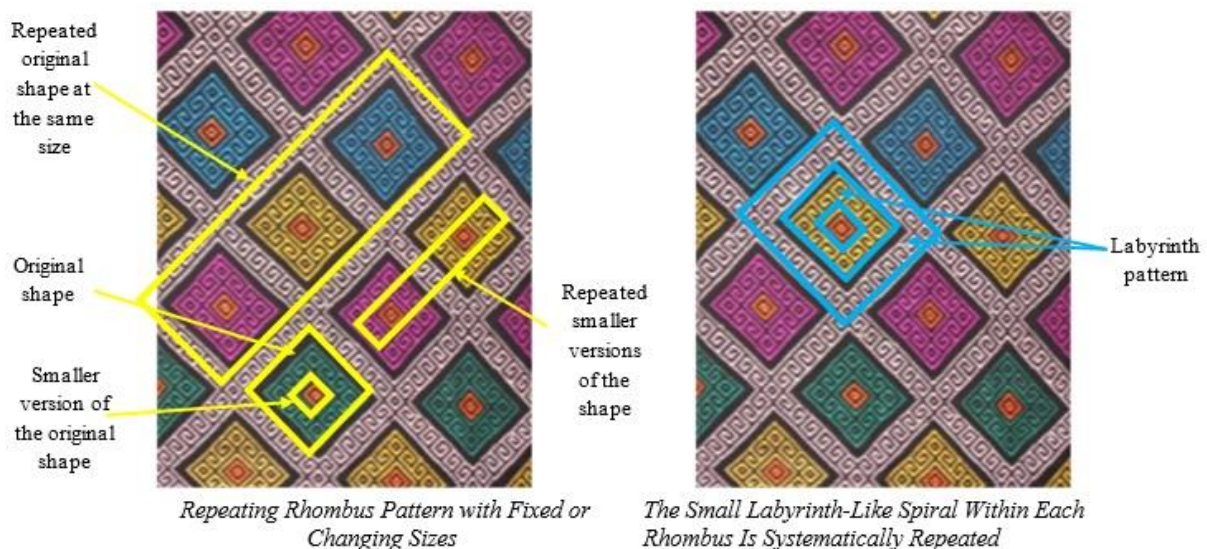 Repeated
original
shape at
the same
size
Original
shape
Smaller
version of
the original
shape
Repeated
smaller
versions
of the
shape
Labyrinth
pattern
Repeating Rhombus Pattern with Fixed or
Changing Sizes
The Small Labyrinth-Like Spiral Within Each
Rhombus Is Systematically Repeated